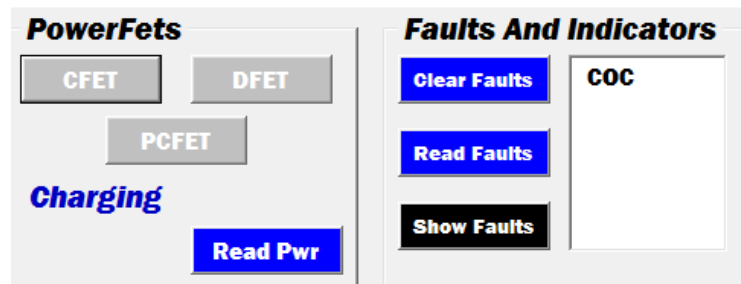 PowerFets
CFET
DFET
PCFET
Charging
Read Pwr
Faults And Indicators
Clear Faults
COC
Read Faults
Show Faults